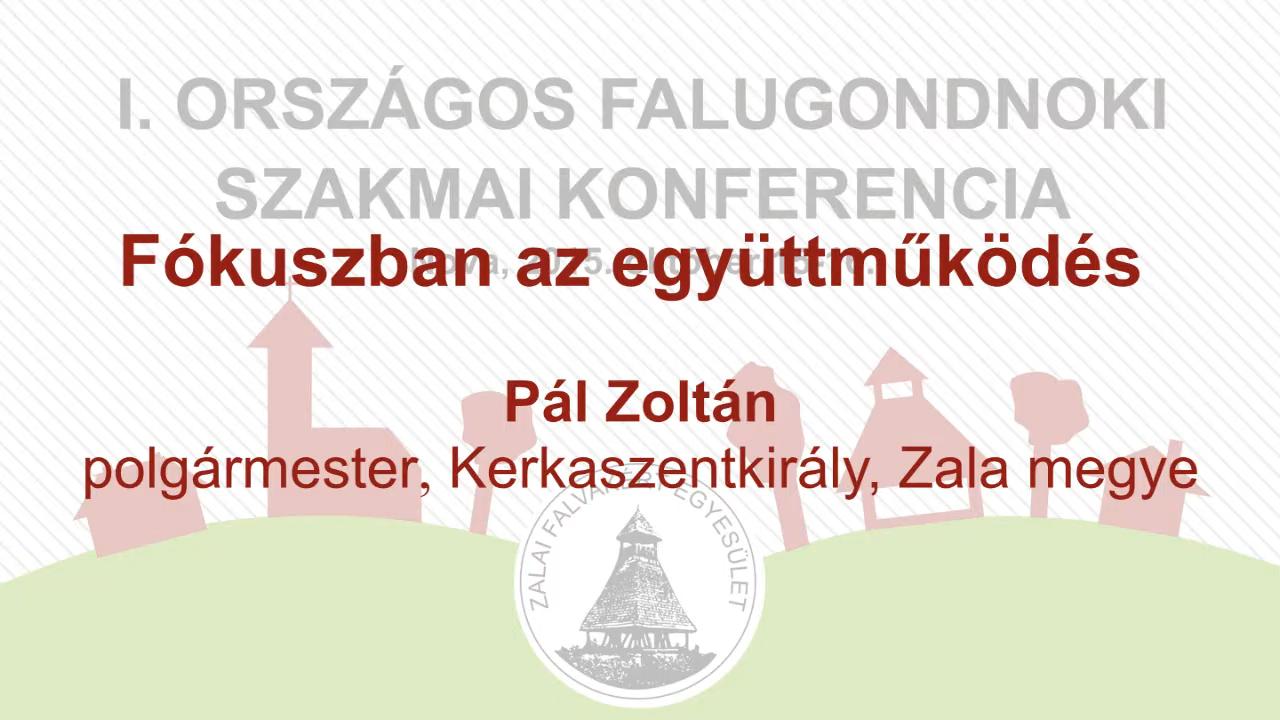 I. ORSZÁGOS FALUGONDNOKI
SZAKMAI KONFERENCIA
Fókuszban az együttműködés
Pál Zoltán
polgármester, Kerkaszentkirály, Zala megye
ZALAI FALVAKÉRT EGYESÜLET